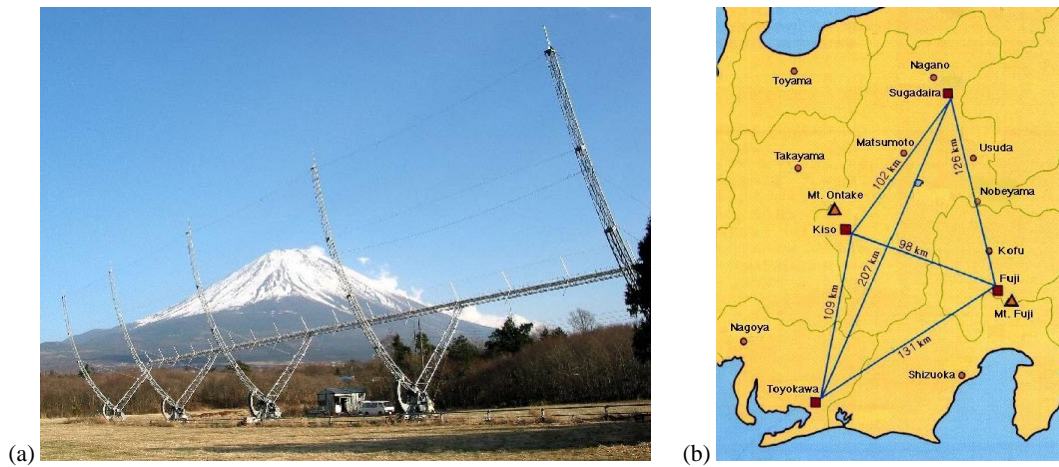 (a)
(b)
Nagano
Toyama
Sugadaira
Matsumoto
Usuda
Takayama
102 km
126 km
Mt. Ontake
Nobeyama
Kiso
98 km
Kofu
207 km
109 km
Fuji
Mt. Fuji
Nagoya
131 km
Shizuoka
Toyokawa